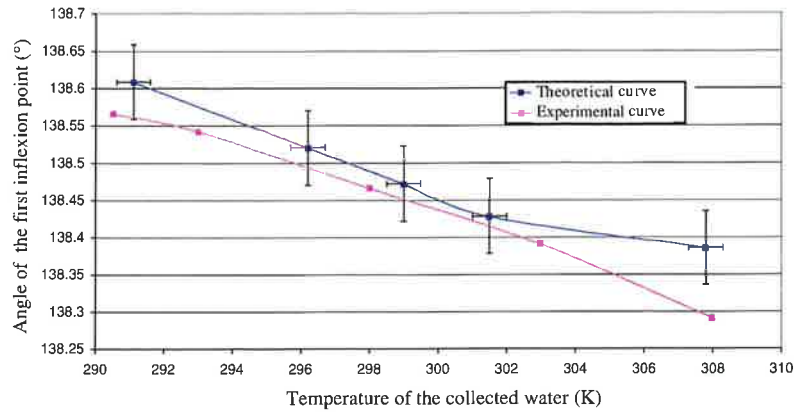 138.7
138.65
138.6
138.55
138.5
138.45
138.4
138.35
138.3
138.25
Angle of the first inflexion point (°)
Theoretical curve
Experimental curve
290 292 294 296 298 300 302 304 306 308 310
Temperature of the collected water (K)